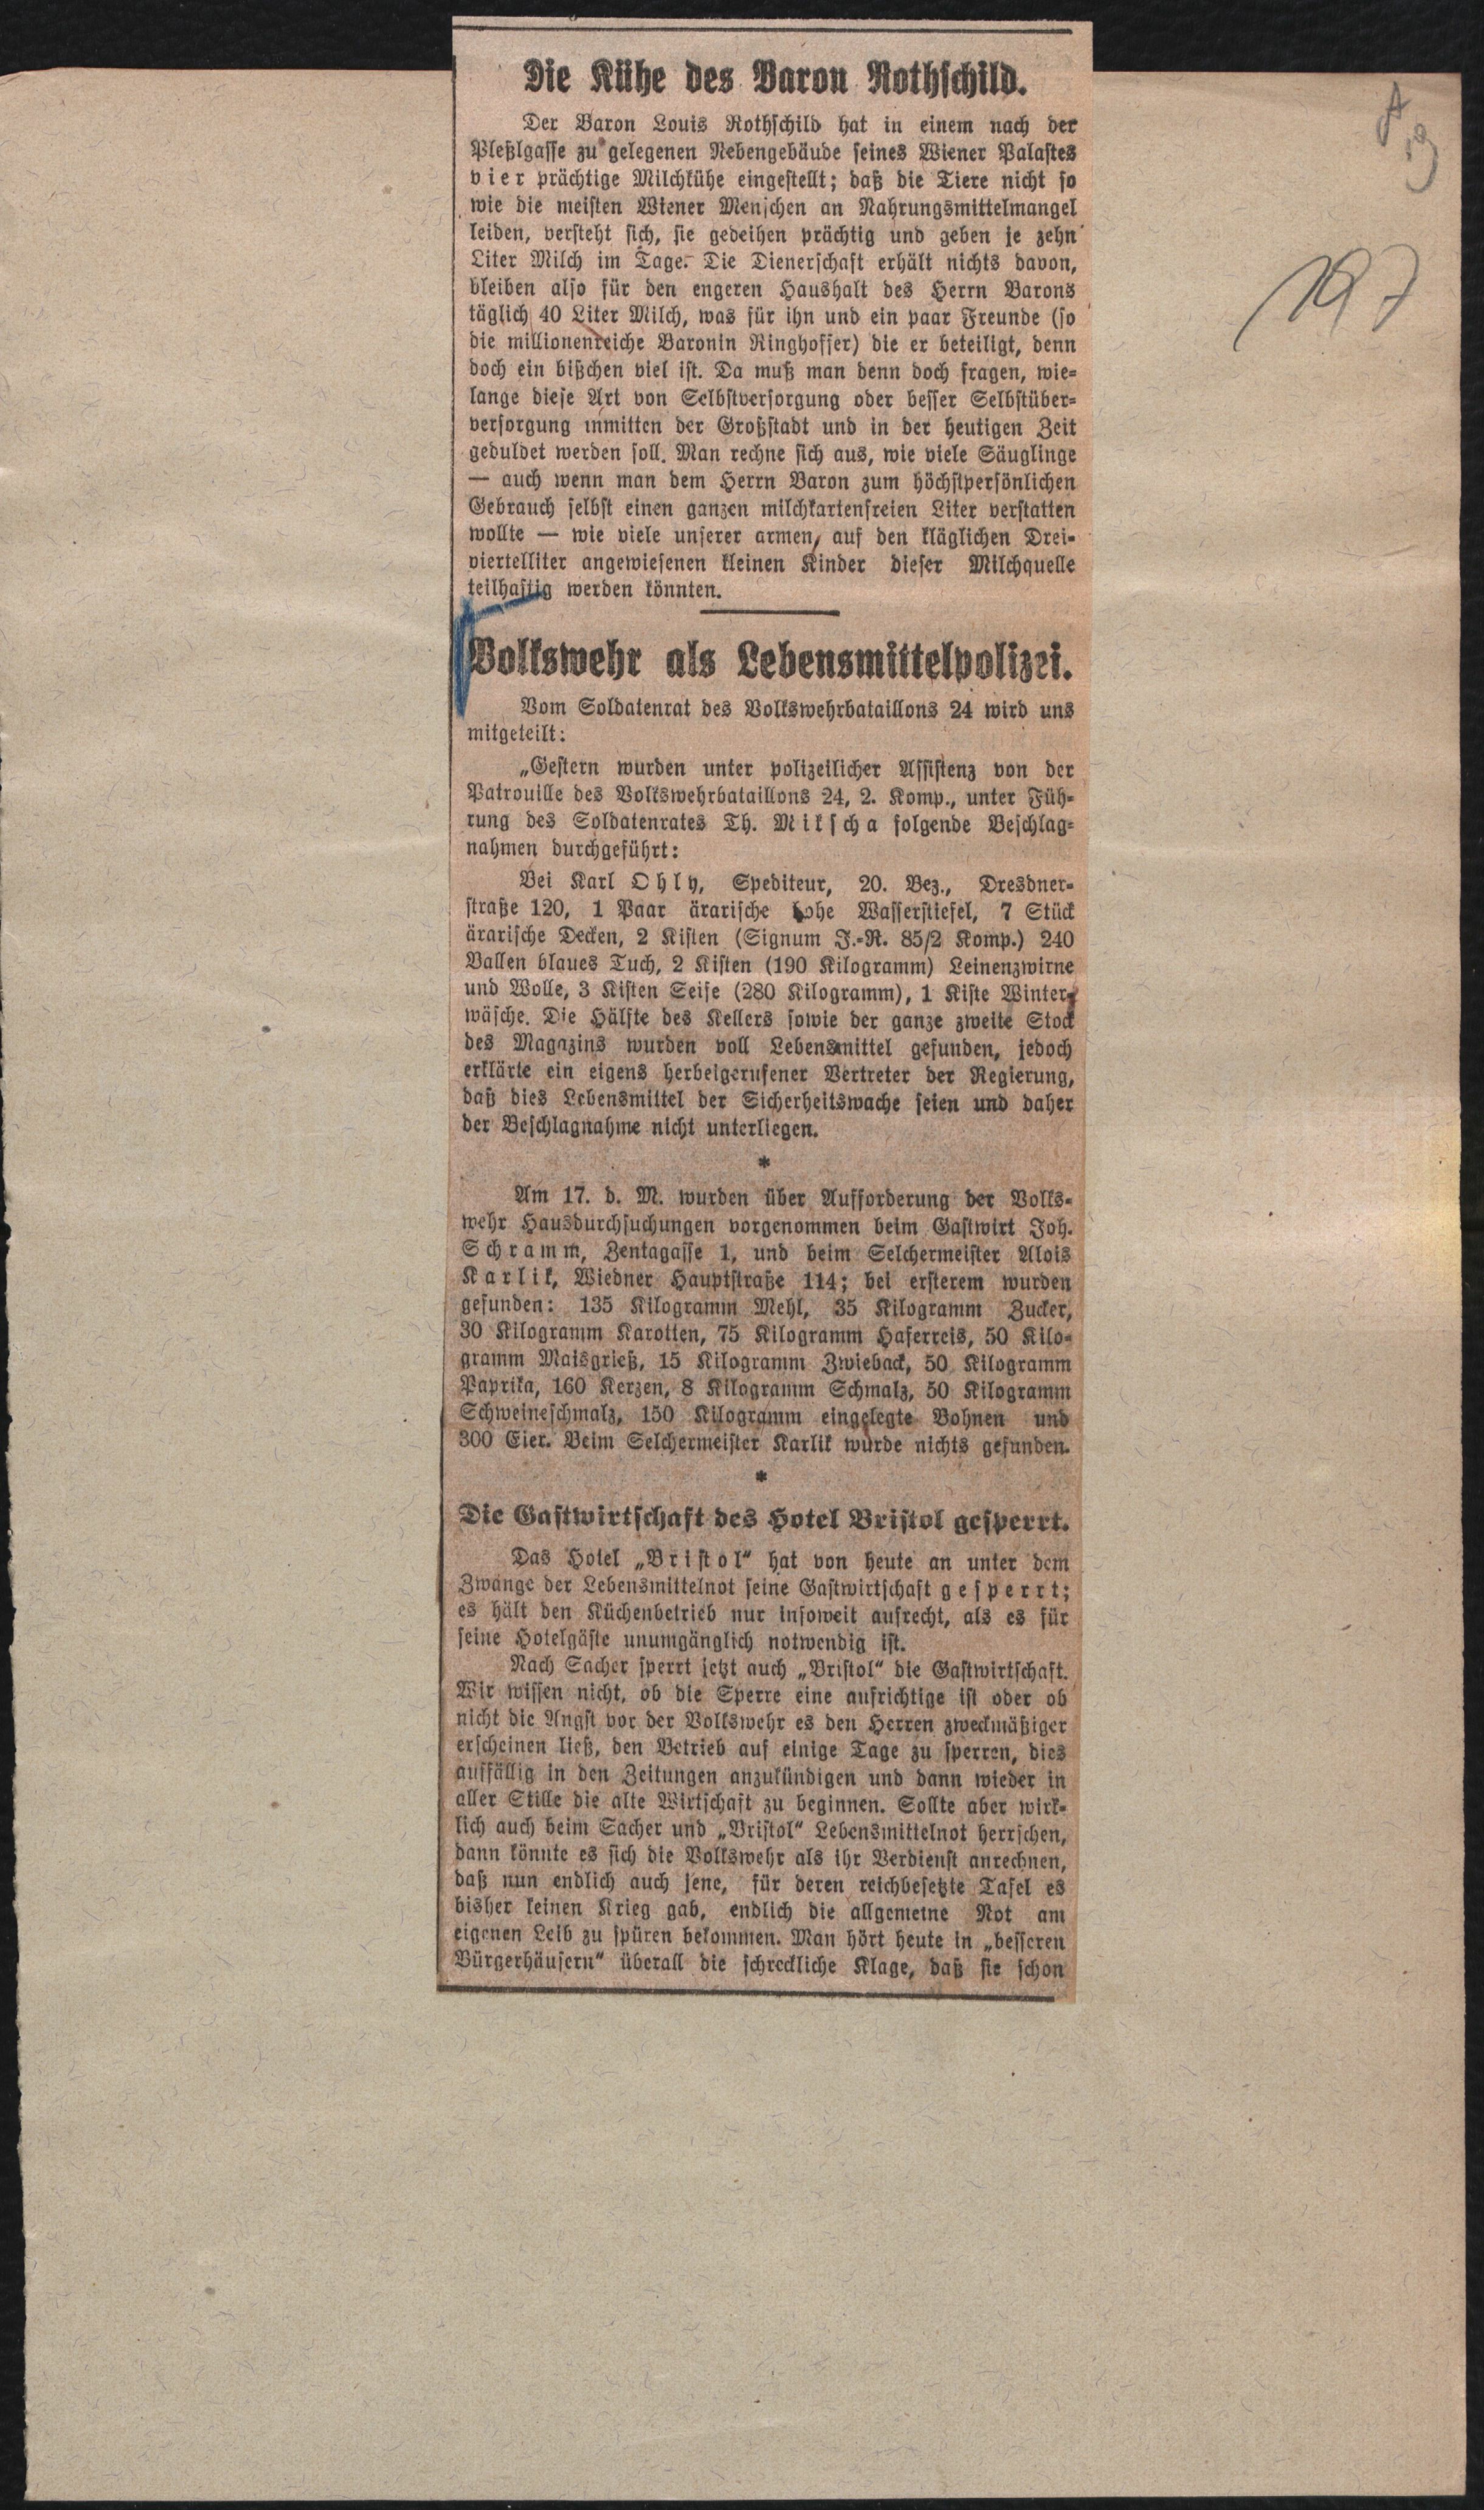 Die Kühe des Baron Rothschild.
Der Baron Louis Rothschild hat in einem nach der
Pleßlgasse zu gelegenen Nebengebäude seines Wiener Palastes
vier prächtige Milchkühe eingestellt; daß die Tiere nicht so
wie die meisten Wiener Menschen an Nahrungsmittelmangel
leiden, versteht sich, sie gedeihen prächtig und geben je zehn
Liter Milch im Tage. Die Dienerschaft erhält nichts davon,
bleiben also für den engeren Haushalt des Herrn Barons
täglich 40 Liter Milch, was für ihn und ein paar Freunde (so
die millionenreiche Baronin Ringhoffer) die er beteiligt, denn
doch ein bißchen viel ist. Da muß man denn doch fragen, wie-
lange diese Art von Selbstversorgung oder besser Selbstüber-
versorgung inmitten der Großstadt und in der heutigen Zeit
geduldet werden soll. Man rechne sich aus, wie viele Säuglinge
— auch wenn man dem Herrn Baron zum höchstpersönlichen
Gebrauch selbst einen ganzen milchkartenfreien Liter verstatten
wollte — wie viele unserer armen, auf den kläglichen Drei-
viertelliter angewiesenen kleinen Kinder dieser Milchquelle
teilhaftig werden könnten.
Volkswehr als Lebensmittelpolizei.
Vom Soldatenrat des Volkswehrbataillons 24 wird uns
mitgeteilt:
„Gestern wurden unter polizeilicher Assistenz von der
Patrouille des Volkswehrbataillons 24, 2. Komp., unter Füh-
rung des Soldatenrates Th. Mikscha folgende Beschlag-
nahmen durchgeführt:
Bei Karl Ohly, Spediteur, 20. Bez., Dresdner-
straße 120, 1 Paar ärarische hohe Wasserstiefel, 7 Stück
ärarische Decken, 2 Kisten (Signum J.-R. 85/2 Komp.) 240
Ballen blaues Tuch, 2 Kisten (190 Kilogramm) Leinenzwirne
und Wolle, 3 Kisten Seife (280 Kilogramm), 1 Kiste Winter-
wäsche. Die Hälfte des Kellers sowie der ganze zweite Stock
des Magazins wurden voll Lebensmittel gefunden, jedoch
erklärte ein eigens herbeigerufener Vertreter der Regierung,
daß dies Lebensmittel der Sicherheitswache seien und daher
der Beschlagnahme nicht unterliegen.
*
Am 17. d. M. wurden über Aufforderung der Volks-
wehr Hausdurchsuchungen vorgenommen beim Gastwirt Joh.
Schramm, Zentagasse 1, und beim Selchermeister Alois
Karlik, Wiedner Hauptstraße 114; bei ersterem wurden
gefunden: 135 Kilogramm Mehl, 35 Kilogramm Zucker,
30 Kilogramm Karotten, 75 Kilogramm Haferreis, 50 Kilo-
gramm Maisgrieß, 15 Kilogramm Zwieback, 50 Kilogramm
Paprika, 160 Kerzen, 8 Kilogramm Schmalz, 50 Kilogramm
Schweineschmalz, 150 Kilogramm eingelegte Bohnen und
300 Eier. Beim Selchermeister Karlik wurde nichts gefunden.
*
Die Gastwirtschaft des Hotel Bristol gesperrt.
Das Hotel „Bristol“ hat von heute an unter dem
Zwange der Lebensmittelnot seine Gastwirtschaft gesperrt;
es hält den Küchenbetrieb nur insoweit aufrecht, als es für
seine Hotelgäste unumgänglich notwendig ist.
Nach Sacher sperrt jetzt auch „Bristol“ die Gastwirtschaft.
Wir wissen nicht, ob die Sperre eine aufrichtige ist oder ob
nicht die Angst vor der Volkswehr es den Herren zweckmäßiger
erscheinen ließ, den Betrieb auf einige Tage zu sperren, dies
auffällig in den Zeitungen anzukündigen und dann wieder in
aller Stille die alte Wirtschaft zu beginnen. Sollte aber wirk-
lich auch beim Sacher und „Bristol“ Lebensmittelnot herrschen,
dann könnte es sich die Volkswehr als ihr Verdienst anrechnen,
daß nun endlich auch jene, für deren reichbesetzte Tafel es
bisher keinen Krieg gab, endlich die allgemeine Not am
eigenen Leib zu spüren bekommen. Man hört heute in „besseren
Bürgerhäusern“ überall die schreckliche Klage, daß sie schon
197